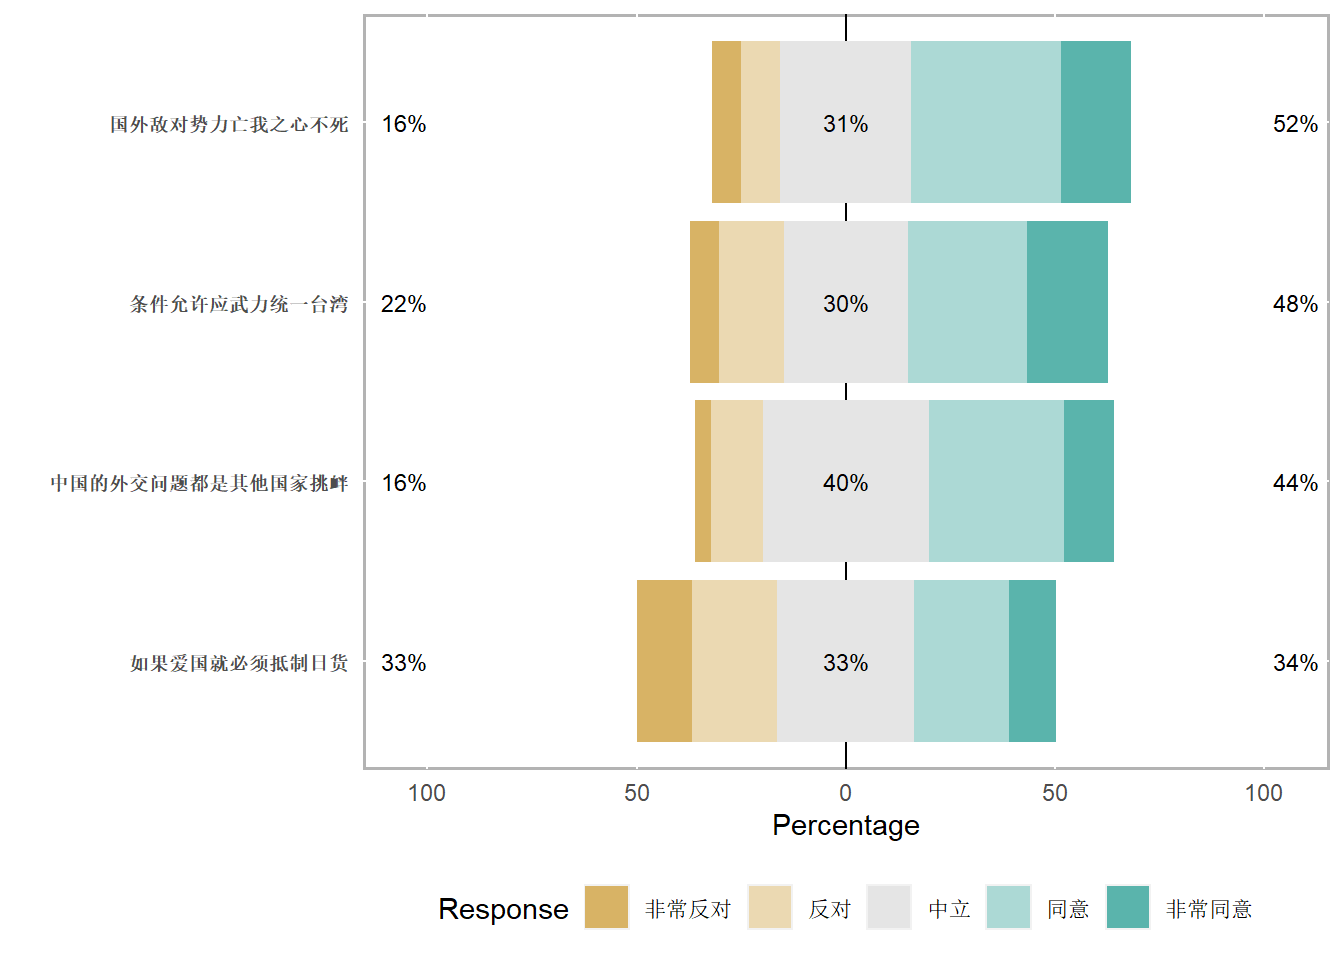 国外敌对势力亡我之心不死 16% 31% 52%
条件允许应武力统一台湾 22% 30% 48%
中国的外交问题都是其他国家挑衅 16% 40% 44%
如果爱国就必须抵制日货 33% 33% 34%
100 50 0 50 100
Percentage
Response 非常反对 反对 中立 同意 非常同意